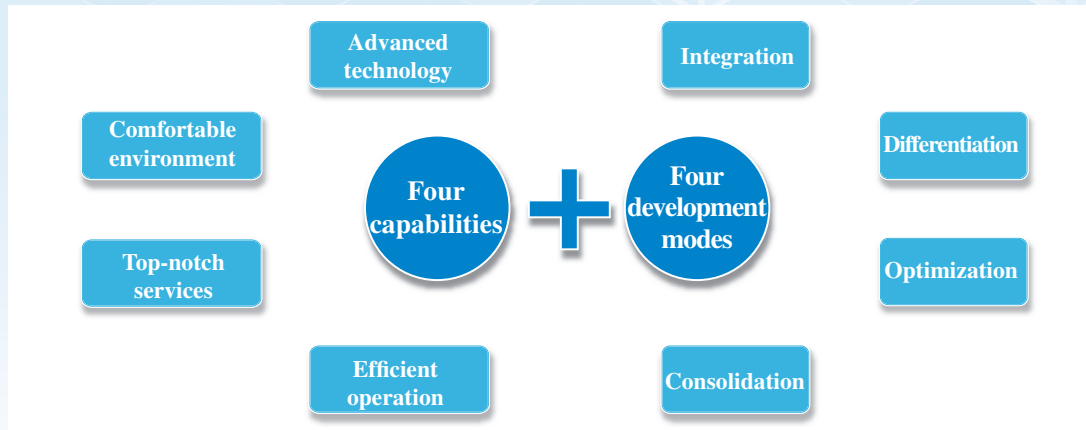 Advanced
technology
Integration
Comfortable
environment
Differentiation
Four
capabilities
Four
development
modes
Top-notch
services
Optimization
Efficient
operation
Consolidation